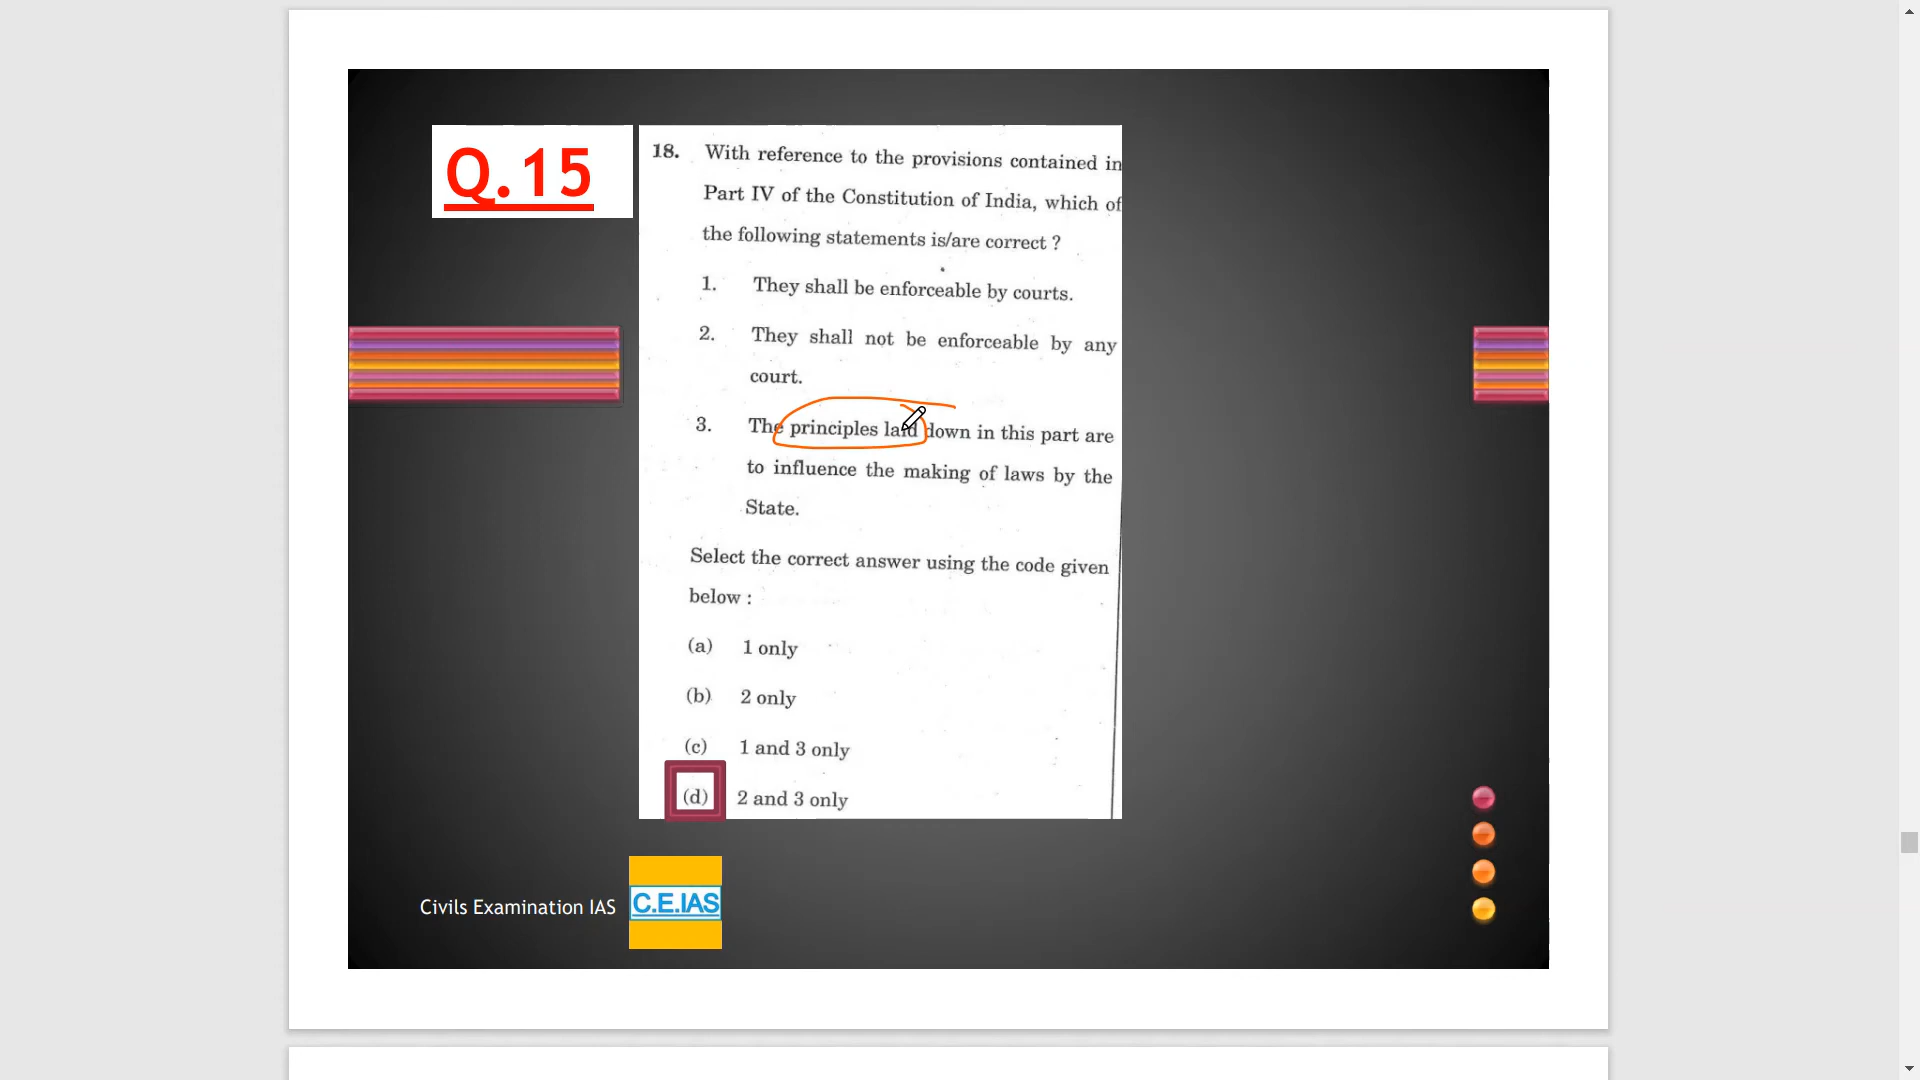 Q.15
18. With reference to the provisions contained in
Part IV of the Constitution of India, which of
the following statements is/are correct ?
1. They shall be enforceable by courts.
2. They shall not be enforceable by any
court.
3. The principles laid down in this part are
to influence the making of laws by the
State.
Select the correct answer using the code given
below :
(a) 1 only
(b) 2 only
(c) 1 and 3 only
(d) 2 and 3 only
Civils Examination IAS
C.E.IAS